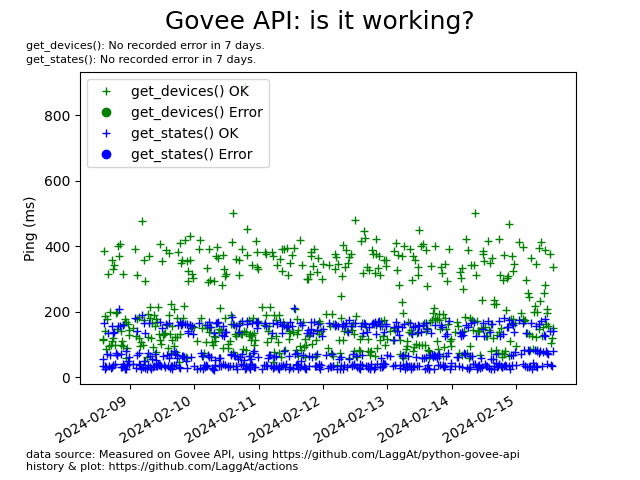 Govee API: is it working?
get_devices(): No recorded error in 7 days.
get_states(): No recorded error in 7 days.
get_devices() OK
get_devices() Error
get_states() OK
get_states() Error
800
600
400
200
0
Ping (ms)
2024-02-09
2024-02-10
2024-02-11
2024-02-12
2024-02-13
2024-02-14
2024-02-15
data source: Measured on Govee API, using https://github.com/LaggAt/python-govee-api
history & plot: https://github.com/LaggAt/actions